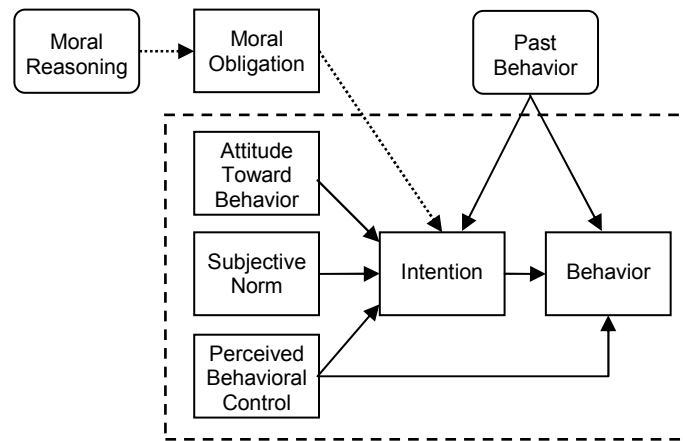 Moral
Reasoning
Moral
Obligation
Past
Behavior
Attitude
Toward
Behavior
Subjective
Norm
Intention
Behavior
Perceived
Behavioral
Control